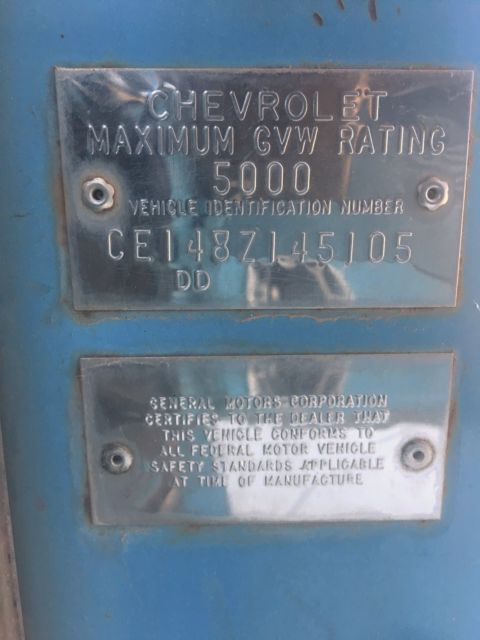 CHEVROLET
MAXIMUM GVW RATING
5000
VEHICLE IDENTIFICATION NUMBER
CE148Z145105
DD
GENERAL MOTORS CORPORATION
CERTIFIES TO THE DEALER THAT
THIS VEHICLE CONFORMS TO
ALL FEDERAL MOTOR VEHICLE
SAFETY STANDARDS APPLICABLE
AT TIME OF MANUFACTURE